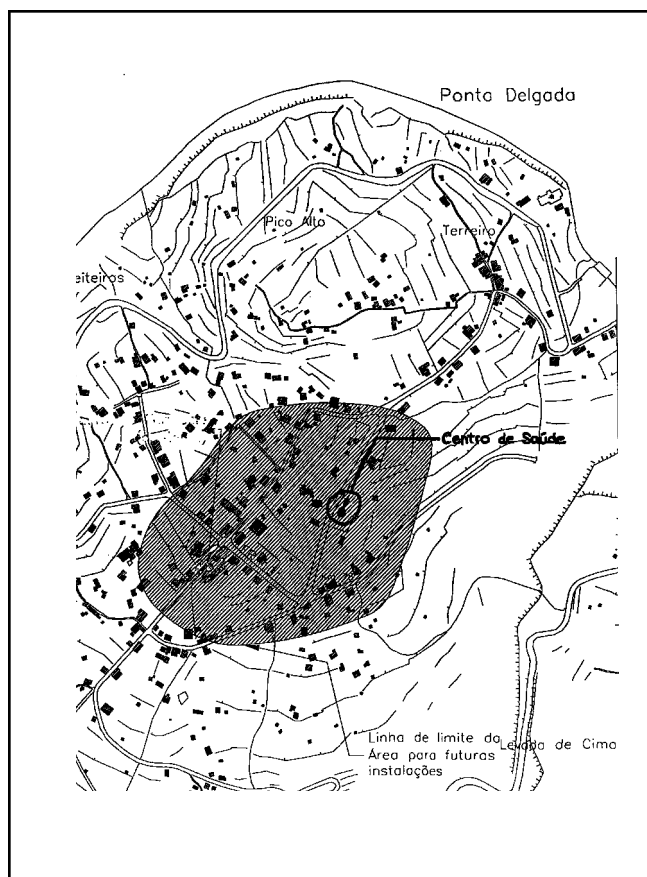 Ponta Delgada
Pico Alto
Terreiro
eiteiros
Centro de Saúde
Linha de limite da
Área para futuras
instalações
Levada de Cima